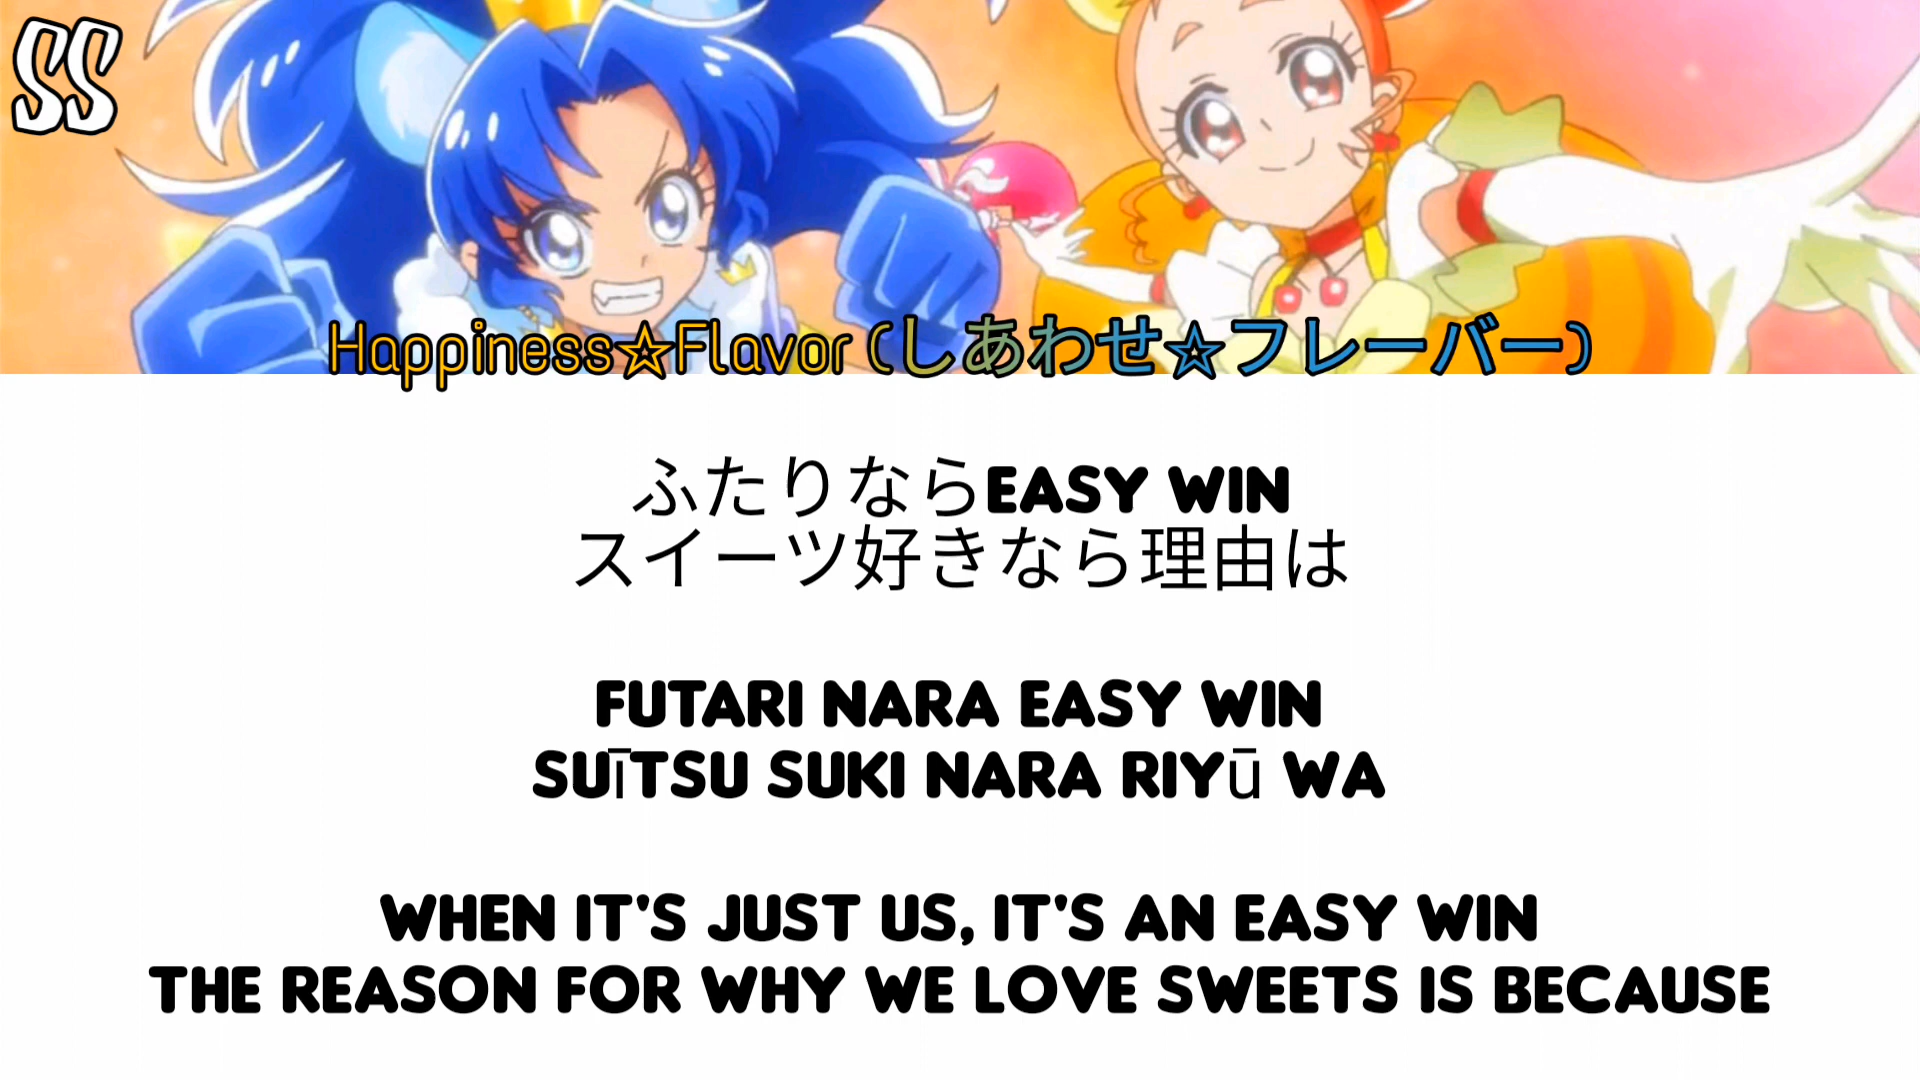 SS
Happiness☆Flavor (しあわせ☆フレーバー)
ふたりならEASY WIN
スイーツ好きなら理由は
FUTARI NARA EASY WIN
SUĪTSU SUKI NARA RIYŪ WA
WHEN IT'S JUST US, IT'S AN EASY WIN
THE REASON FOR WHY WE LOVE SWEETS IS BECAUSE